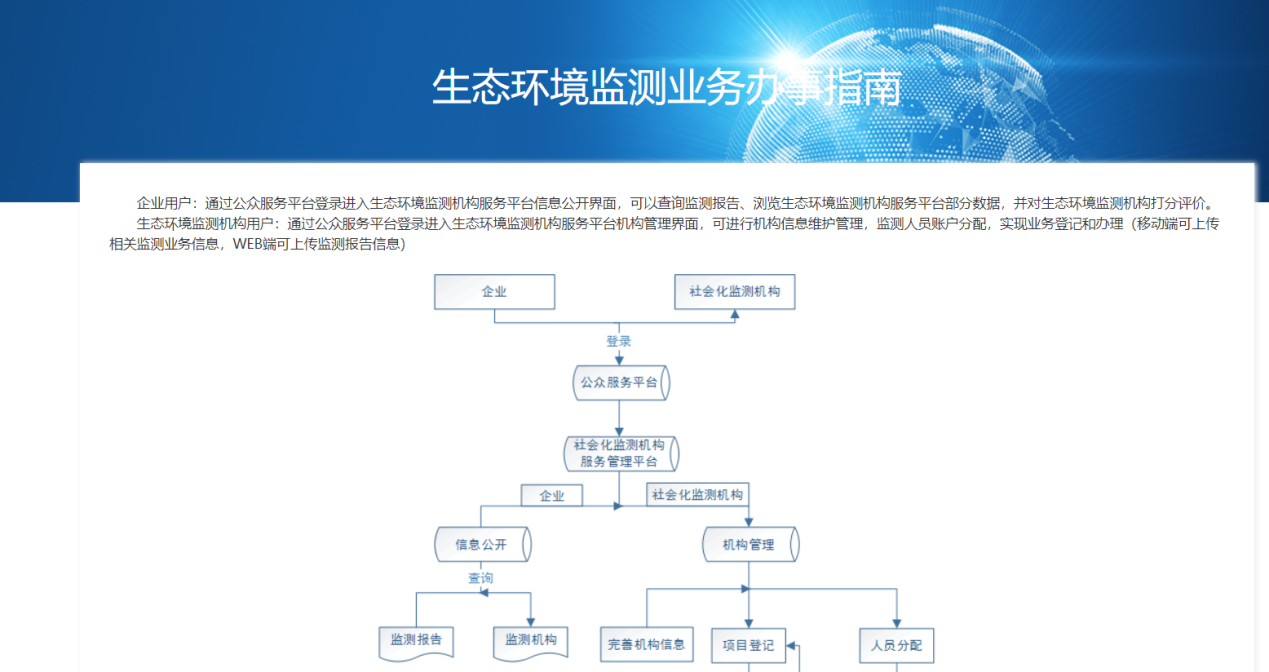 生态环境监测业务办事指南
企业用户：通过公众服务平台登录进入生态环境监测机构服务平台信息公开界面，可以查询监测报告、浏览生态环境监测机构服务平台部分数据，并对生态环境监测机构打分评价。
生态环境监测机构用户：通过公众服务平台登录进入生态环境监测机构服务平台机构管理界面，可进行机构信息维护管理，监测人员账户分配，实现业务登记和办理（移动端可上传
相关监测业务信息，WEB端可上传监测报告信息）
企业
社会化监测机构
登录
公众服务平台
社会化监测机构
服务管理平台
企业
社会化监测机构
信息公开
机构管理
查询
监测报告
监测机构
完善机构信息
项目登记
人员分配